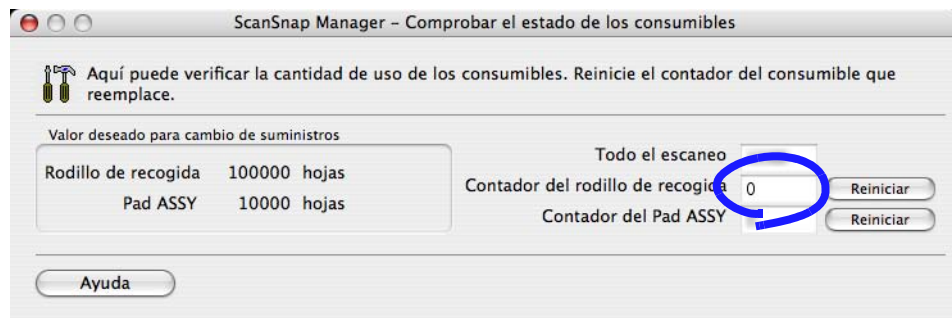 ScanSnap Manager – Comprobar el estado de los consumibles
Aquí puede verificar la cantidad de uso de los consumibles. Reinicie el contador del consumible que
reemplace.
Valor deseado para cambio de suministros
Rodillo de recogida 100000 hojas
Pad ASSY 10000 hojas
Todo el escaneo
Contador del rodillo de recogida 0 Reiniciar
Contador del Pad ASSY Reiniciar
Ayuda